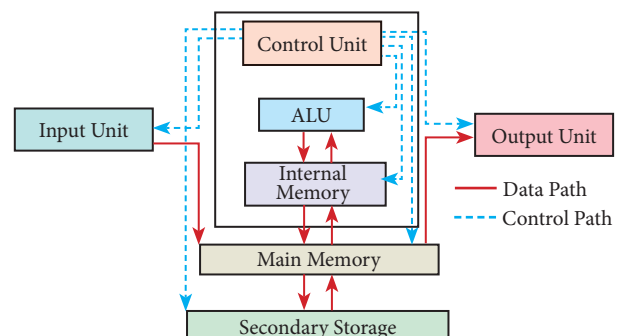 Control Unit
ALU
Input Unit
Output Unit
Internal
Memory
Data Path
Control Path
Main Memory
Secondary Storage